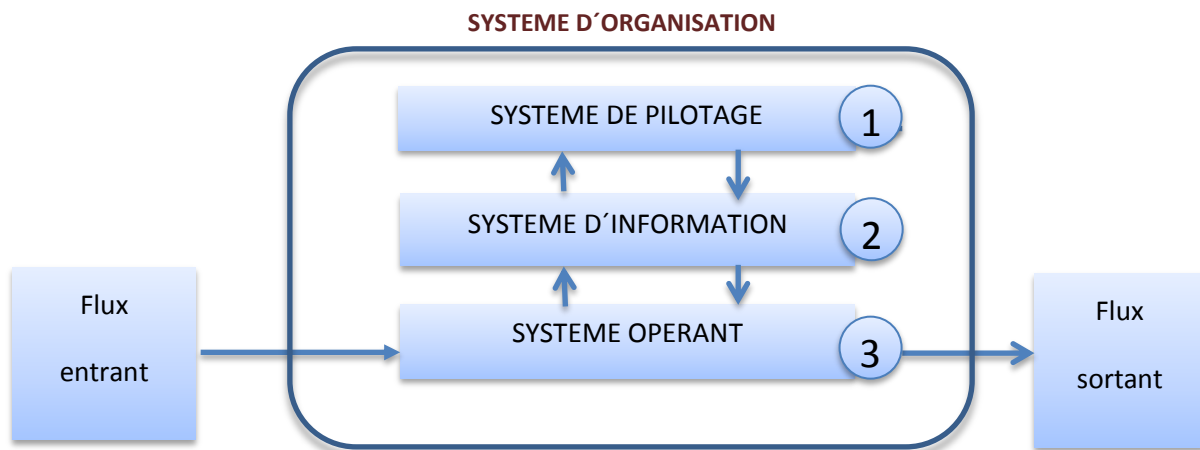 SYSTEME D´ORGANISATION
SYSTEME DE PILOTAGE
1
SYSTEME D´INFORMATION
2
SYSTEME OPERANT
3
Flux
entrant
Flux
sortant